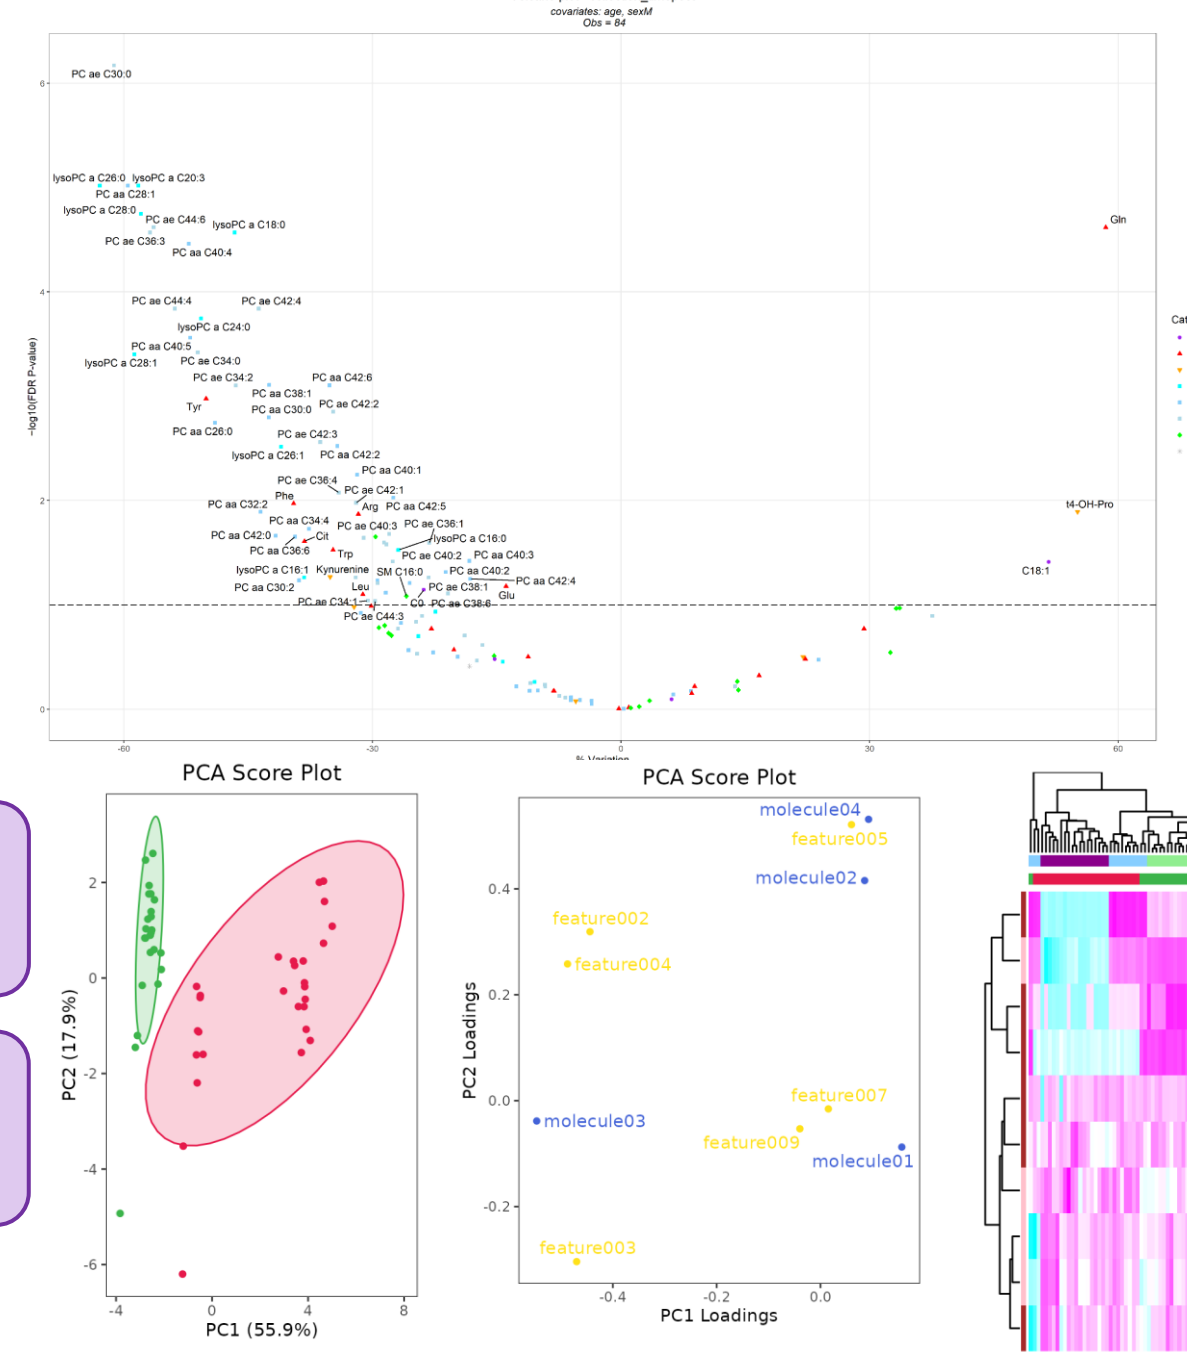 covariates: age, sexM
Obs = 84
6
PC ae C30:0
lysoPC a C26:0 lysoPC a C20:3
PC aa C28:1
lysoPC a C28:0
PC ae C44:6
lysoPC a C18:0
PC ae C36:3
PC aa C40:4
Gln
4
PC ae C44:4
PC ae C42:4
lysoPC a C24:0
PC aa C40:5
lysoPC a C28:1
PC ae C34:0
Cat
PC ae C34:2
PC aa C42:6
PC aa C38:1
Tyr
PC aa C30:0
PC ae C42:2
PC aa C26:0
PC ae C42:3
lysoPC a C26:1
PC aa C42:2
PC aa C40:1
PC ae C36:4
PC ae C42:1
Phe
2
PC aa C32:2
Arg
PC aa C42:5
t4-OH-Pro
PC aa C34:4
PC ae C40:3
PC ae C36:1
PC aa C42:0
Cit
lysoPC a C16:0
PC aa C36:6
Trp
PC ae C40:2
PC aa C40:3
lysoPC a C16:1
Kynurenine
SM C16:0
PC aa C40:2
C18:1
PC aa C30:2
Leu
PC ae C38:1
PC aa C42:4
Glu
PC ae C34:1
C0
PC ae C38:6
PC ae C44:3
0
−log10(FDR P-value)
-60
-30
0
30
60
% Variation
PCA Score Plot
2
0
-2
-4
-6
PC2 (17.9%)
-4
0
4
8
PC1 (55.9%)
PCA Score Plot
molecule04
feature005
molecule02
feature002
feature004
feature007
molecule03
feature009
molecule01
feature003
0.4
0.2
0.0
-0.2
PC2 Loadings
-0.4
-0.2
0.0
PC1 Loadings